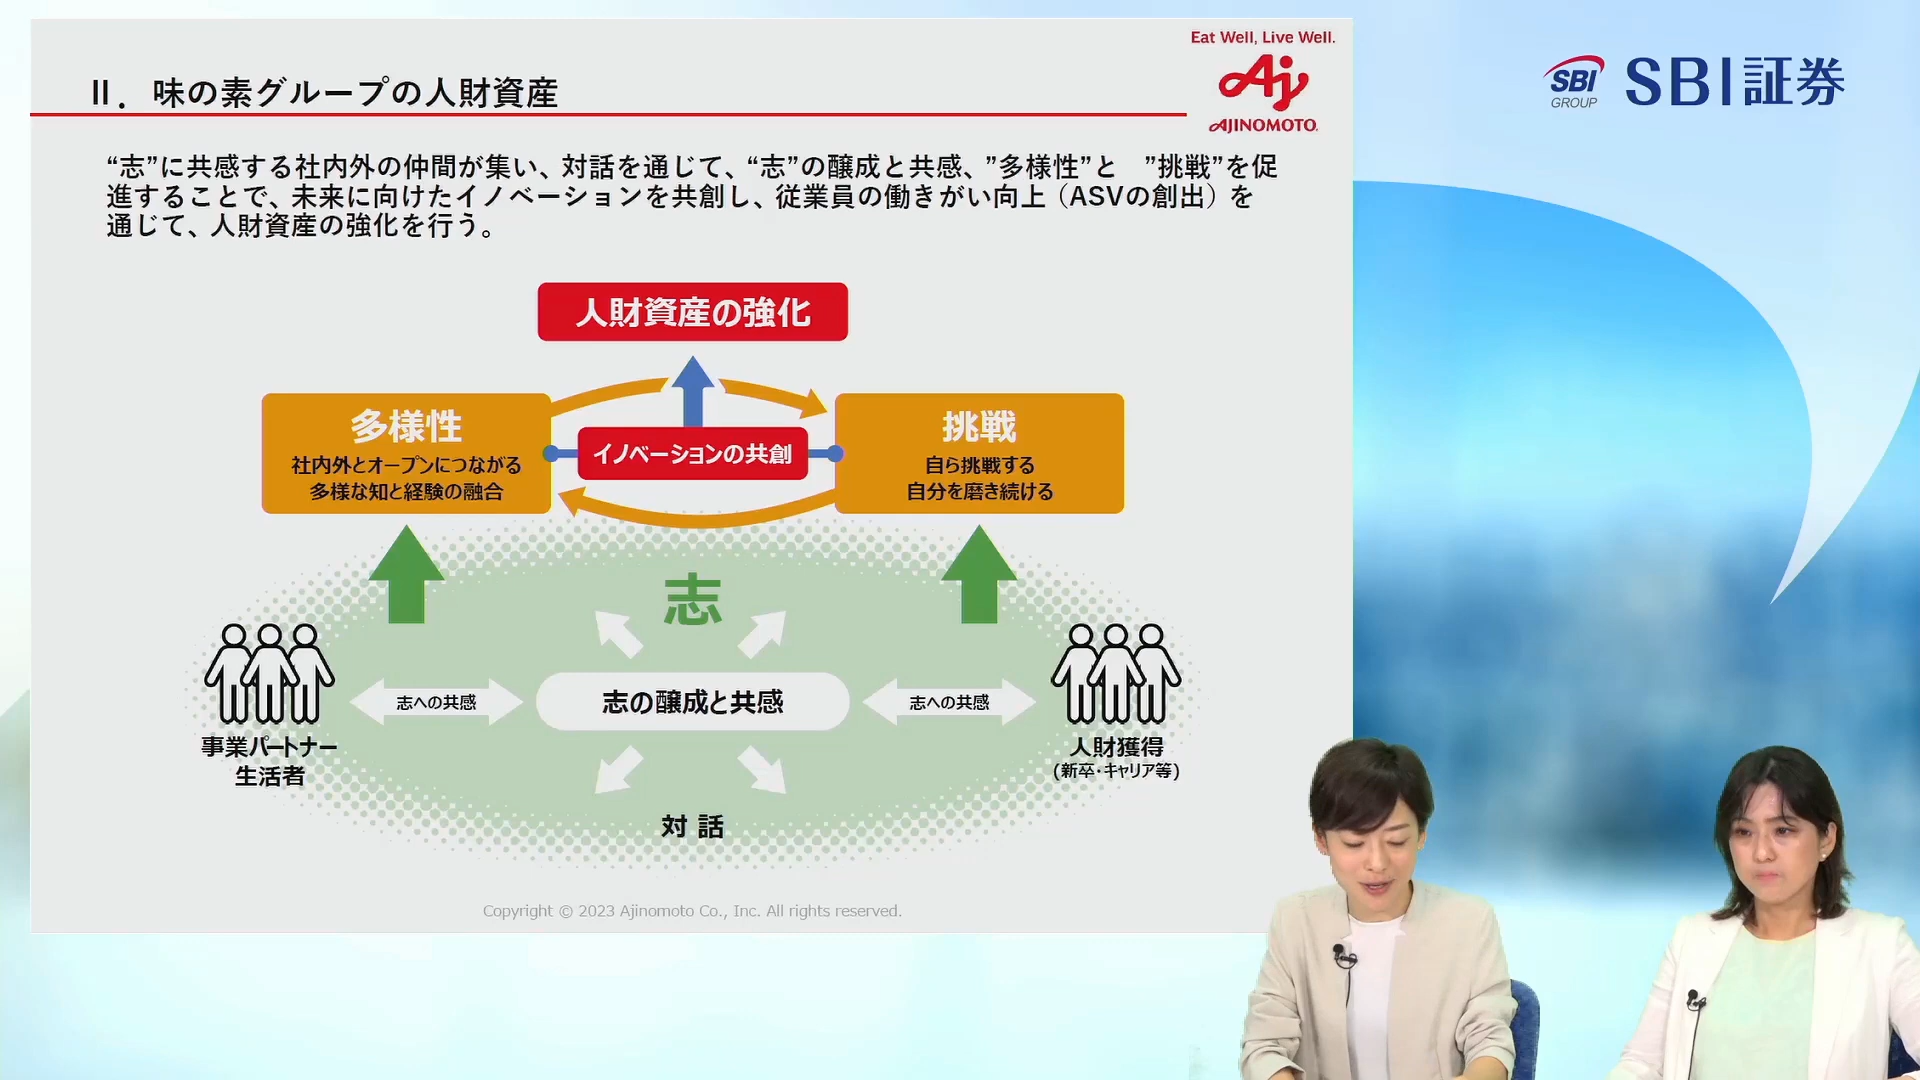 Eat Well, Live Well.
Aj
AJINOMOTO.
SBI
GROUP
SBI証券
Ⅱ．味の素グループの人財資産
“志”に共感する社内外の仲間が集い、対話を通じて、“志”の醸成と共感、”多様性”と　”挑戦”を促
進することで、未来に向けたイノベーションを共創し、従業員の働きがい向上（ASVの創出）を
通じて、人財資産の強化を行う。
人財資産の強化
多様性
社内外とオープンにつながる
多様な知と経験の融合
イノベーションの共創
挑戦
自ら挑戦する
自分を磨き続ける
志
志への共感
志の醸成と共感
志への共感
事業パートナー
生活者
人財獲得
(新卒・キャリア等)
対 話
Copyright © 2023 Ajinomoto Co., Inc. All rights reserved.